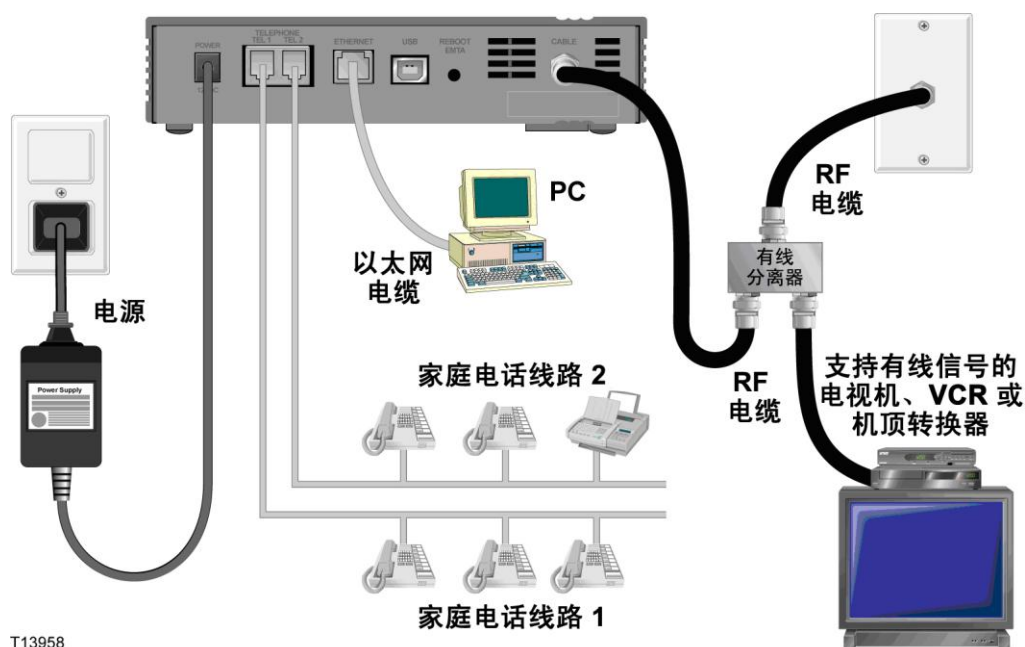 TELEPHONE
POWER
TEL 1 TEL 2
ETHERNET
USB
REBOOT
EMTA
CABLE
PC
以太网
电缆
RF
电缆
有线
分离器
电源
Power Supply
家庭电话线路 2
RF
电缆
支持有线信号的
电视机、VCR 或
机顶转换器
家庭电话线路 1
T13958